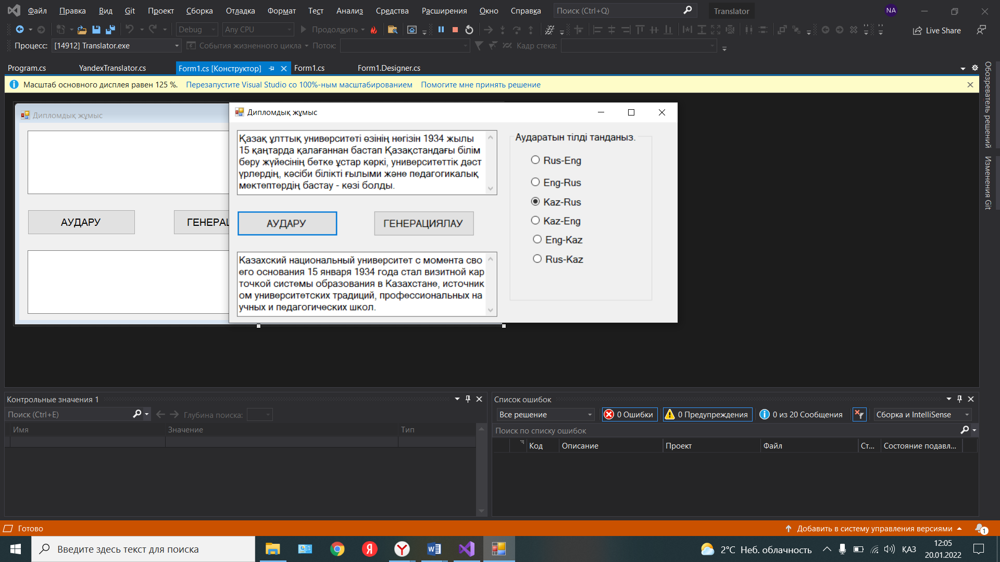 Файл Правка Вид Git Проект Сборка Отладка Формат Тест Анализ Средства Расширения Окно Справка Поиск (Ctrl+Q) Translator NA
Debug Any CPU Продолжить Live Share
Процесс: [14912] Translator.exe События жизненного цикла Поток: Кадр стека:
Program.cs YandexTranslator.cs Form1.cs [Конструктор] Form1.cs Form1.Designer.cs
Масштаб основного дисплея равен 125 %. Перезапустите Visual Studio со 100%-ным масштабированием Помогите мне принять решение
Обозреватель решений
Изменения Git
Дипломдық жұмыс
АУДАРУ
ГЕНЕРАЦ
Дипломдық жұмыс
Қазақ ұлттық университеті өзінің негізін 1934 жылы
15 қаңтарда қалағаннан бастап Қазақстандағы білім
беру жүйесінің бетке ұстар көркі, университеттік дәст
үрлердің, кәсіби білікті ғылыми және педагогикалық
мектептердің бастау - көзі болды.
АУДАРУ ГЕНЕРАЦИЯЛАУ
Казахский национальный университет с момента сво
его основания 15 января 1934 года стал визитной кар
точкой системы образования в Казахстане, источник
ом университетских традиций, профессиональных на
учных и педагогических школ.
Аударатын тілді танданыз.
Rus-Eng
Eng-Rus
Kaz-Rus
Kaz-Eng
Eng-Kaz
Rus-Kaz
Контрольные значения 1
Поиск (Ctrl+E) Глубина поиска:
Имя Значение Тип
Список ошибок
Все решение 0 Ошибки 0 Предупреждения 0 из 20 Сообщения Сборка и IntelliSense
Поиск по списку ошибок
Код Описание Проект Файл Ст... Состояние подавл...
Готово Добавить в систему управления версиями 1
Введите здесь текст для поиска 2°C Неб. облачность ҚАЗ 12:05
20.01.2022